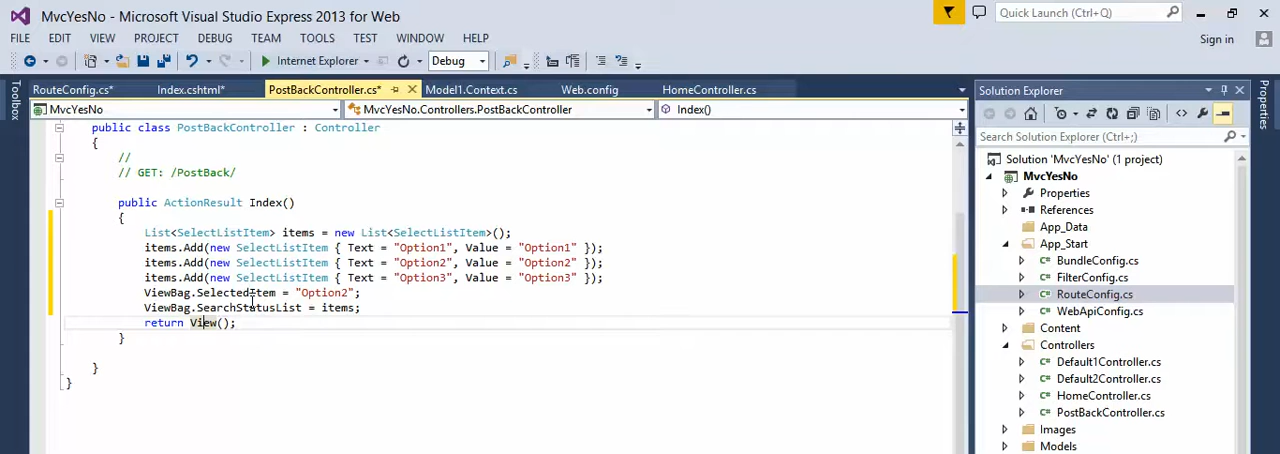 MvcYesNo - Microsoft Visual Studio Express 2013 for Web
Quick Launch (Ctrl+Q)
FILE EDIT VIEW PROJECT DEBUG TEAM TOOLS TEST WINDOW HELP
Sign in
Internet Explorer
Debug
Toolbox
RouteConfig.cs* Index.cshtml* PostBackController.cs* Model1.Context.cs Web.config HomeController.cs
MvcYesNo
MvcYesNo.Controllers.PostBackController
Index()
public class PostBackController : Controller
{
//
// GET: /PostBack/
public ActionResult Index()
{
List<SelectListItem> items = new List<SelectListItem>();
items.Add(new SelectListItem { Text = "Option1", Value = "Option1" });
items.Add(new SelectListItem { Text = "Option2", Value = "Option2" });
items.Add(new SelectListItem { Text = "Option3", Value = "Option3" });
ViewBag.SelectedItem = "Option2";
ViewBag.SearchStatusList = items;
return View();
}
}
}
Solution Explorer
Search Solution Explorer (Ctrl+;)
Solution 'MvcYesNo' (1 project)
MvcYesNo
Properties
References
App_Data
App_Start
BundleConfig.cs
FilterConfig.cs
RouteConfig.cs
WebApiConfig.cs
Content
Controllers
Default1Controller.cs
Default2Controller.cs
HomeController.cs
PostBackController.cs
Images
Models
Properties